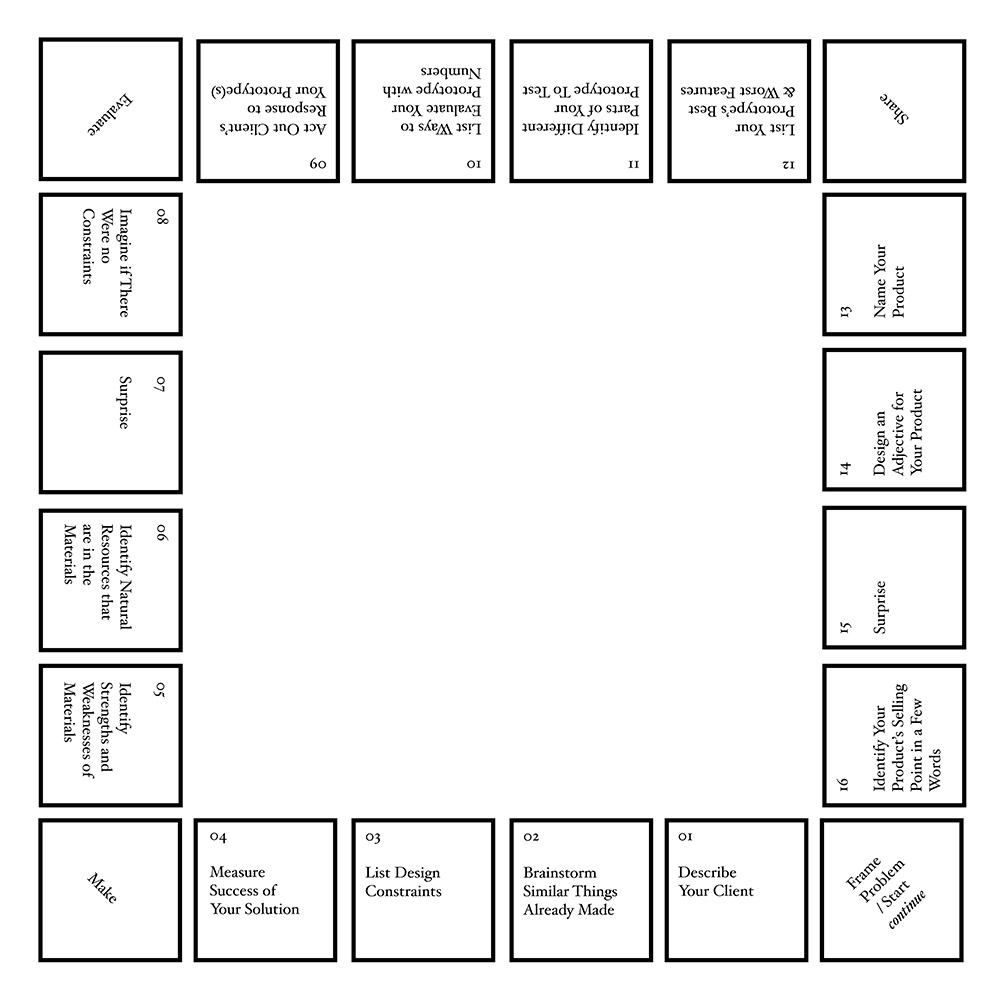 Frame
Problem
/ Start
continue
01
Describe
Your Client
02
Brainstorm
Similar Things
Already Made
03
List Design
Constraints
04
Measure
Success of
Your Solution
Make
05
Identify
Strengths and
Weaknesses of
Materials
06
Identify Natural
Resources that
are in the
Materials
07
Surprise
08
Imagine if There
Were no
Constraints
Evaluate
09
Act Out Client's
Response to
Your Prototype(s)
10
List Ways to
Evaluate Your
Prototype with
Numbers
11
Identify Different
Parts of Your
Prototype To Test
12
List Your
Prototype's Best
& Worst Features
Share
13
Name Your
Product
14
Design an
Adjective for
Your Product
15
Surprise
16
Identify Your
Product's Selling
Point in a Few
Words